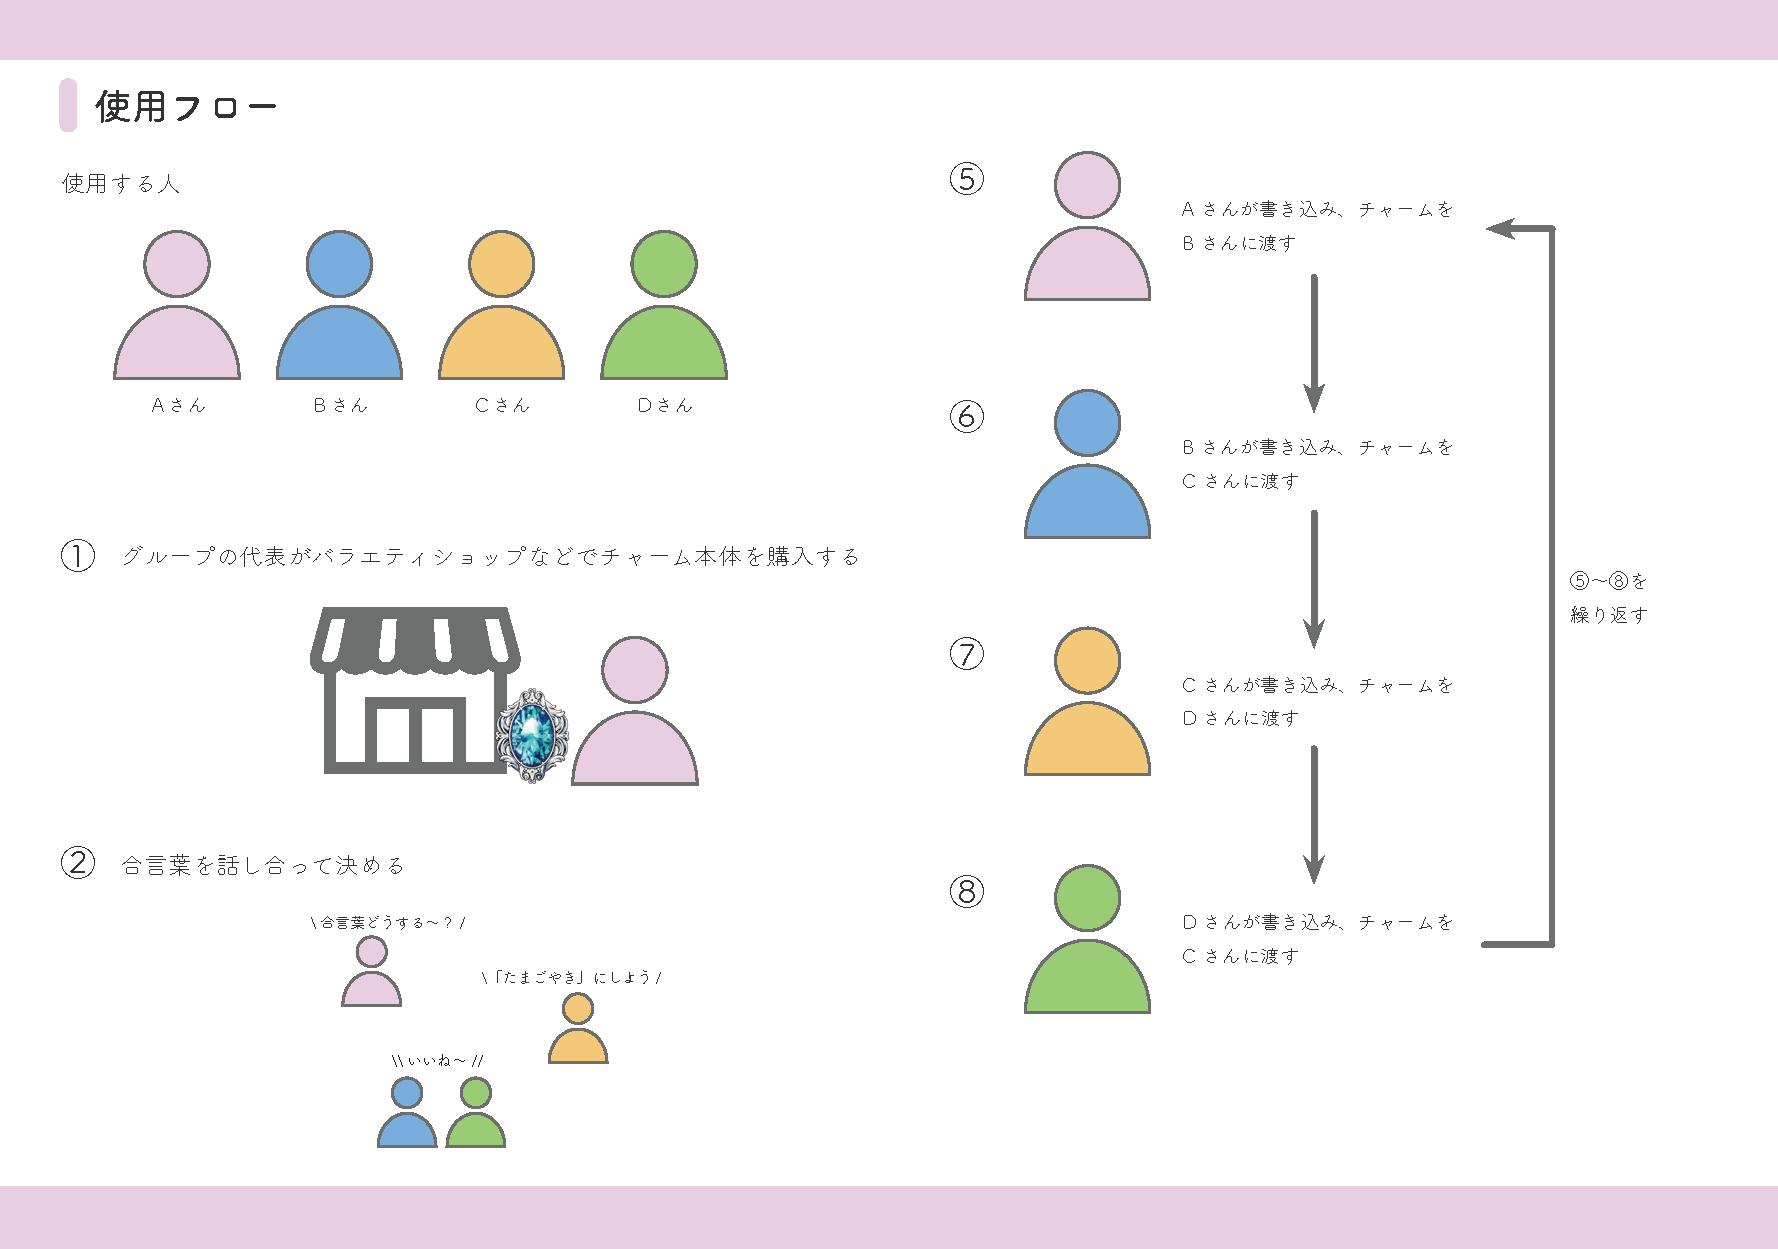 使用フロー
使用する人
Aさん
Bさん
Cさん
Dさん
① グループの代表がバラエティショップなどでチャーム本体を購入する
② 合言葉を話し合って決める
\ 合言葉どうする～？ /
\「たまごやき」にしよう /
\\ いいね～ //
⑤
A さんが書き込み、チャームを
B さんに渡す
⑥
B さんが書き込み、チャームを
C さんに渡す
⑦
C さんが書き込み、チャームを
D さんに渡す
⑧
D さんが書き込み、チャームを
C さんに渡す
⑤～⑧を
繰り返す